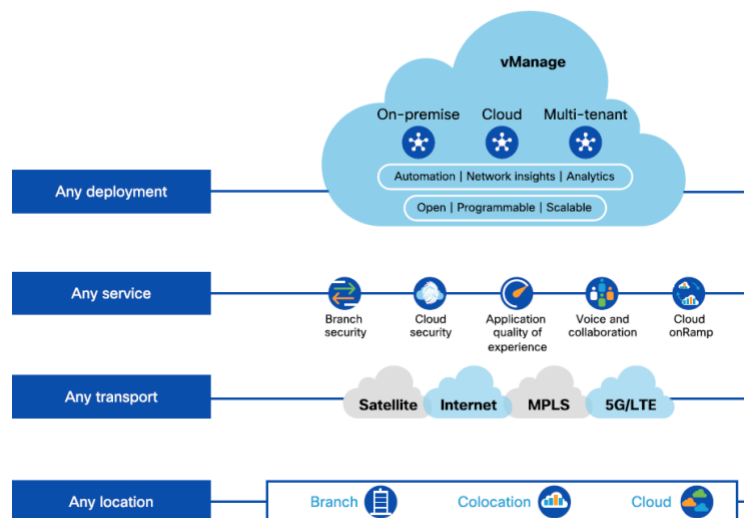 vManage
On-premise
Cloud
Multi-tenant
Automation | Network insights | Analytics
Open | Programmable | Scalable
Any deployment
Any service
Branch
security
Cloud
security
Application
quality of
experience
Voice and
collaboration
Cloud
onRamp
Any transport
Satellite
Internet
MPLS
5G/LTE
Any location
Branch
Colocation
Cloud